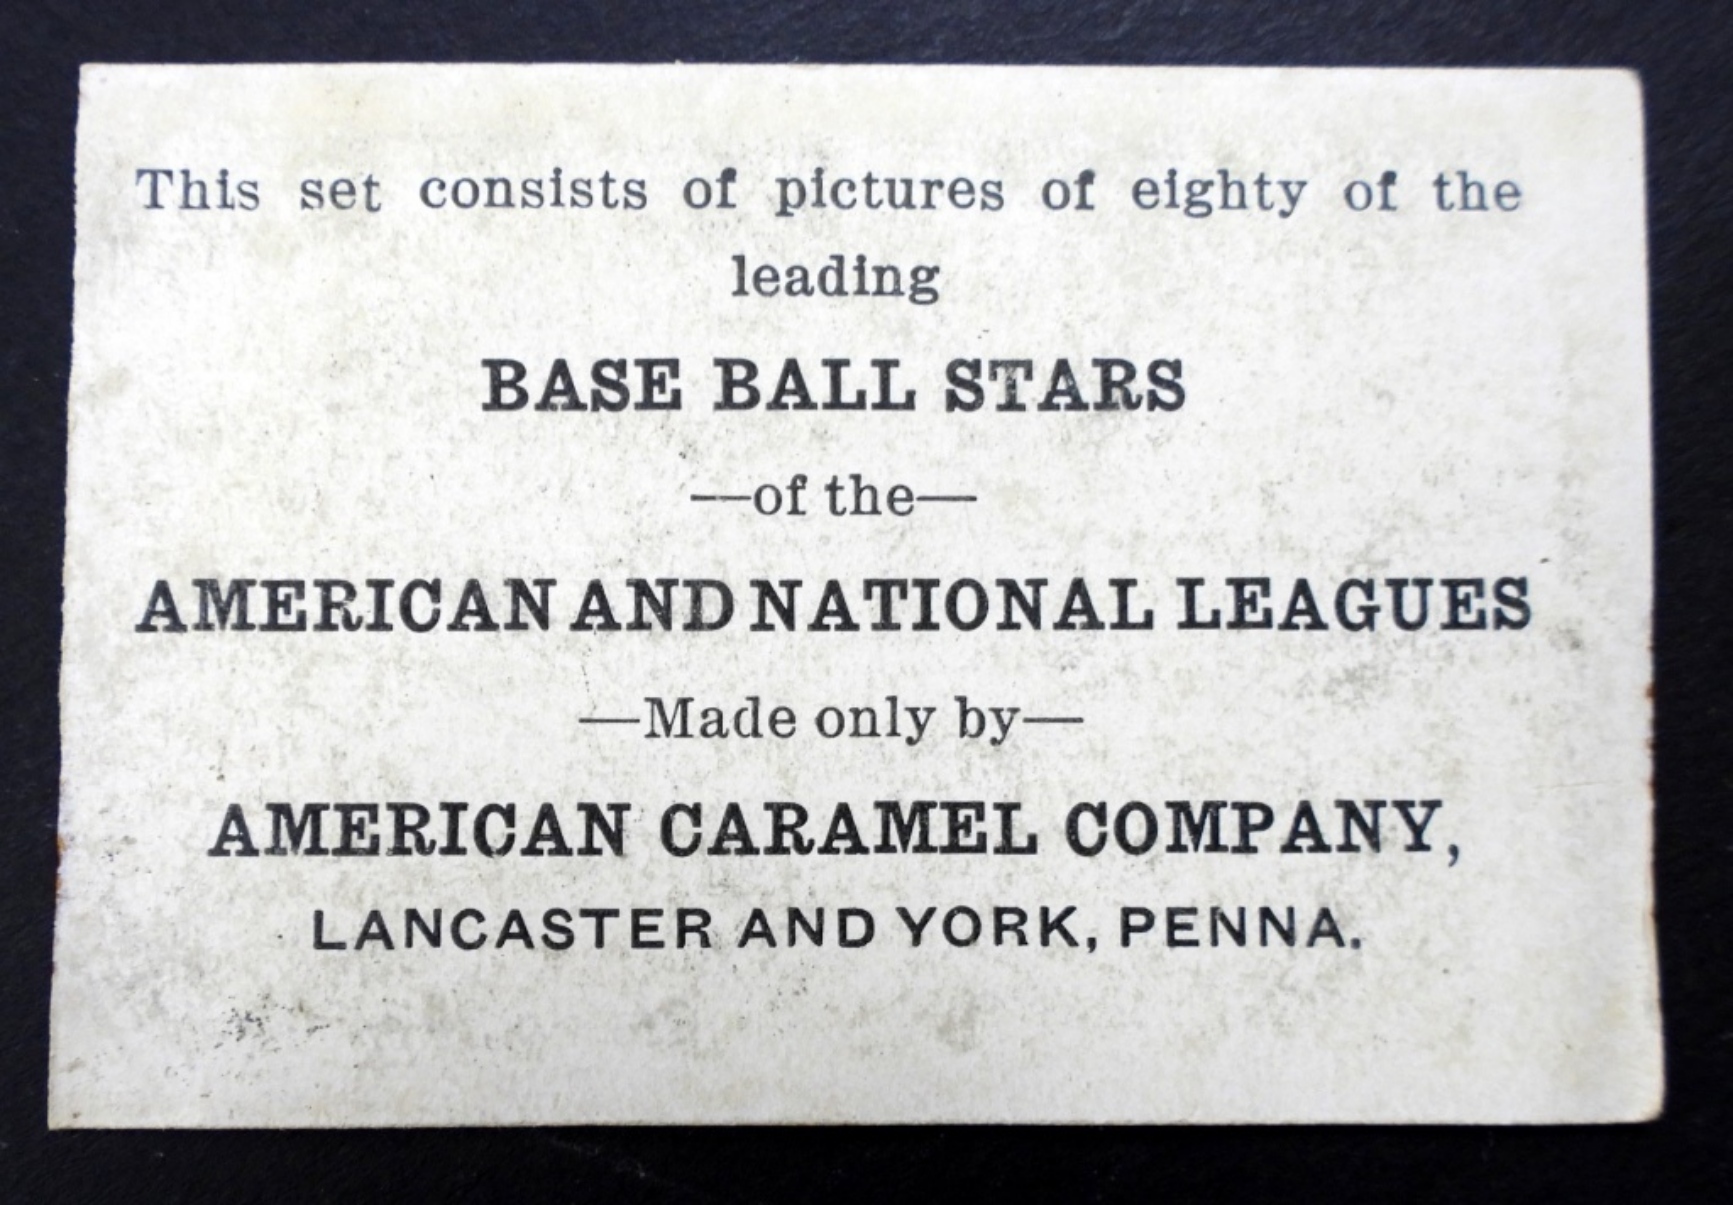 This set consists of pictures of eighty of the
leading
BASE BALL STARS
—of the—
AMERICAN AND NATIONAL LEAGUES
—Made only by—
AMERICAN CARAMEL COMPANY,
LANCASTER AND YORK, PENNA.